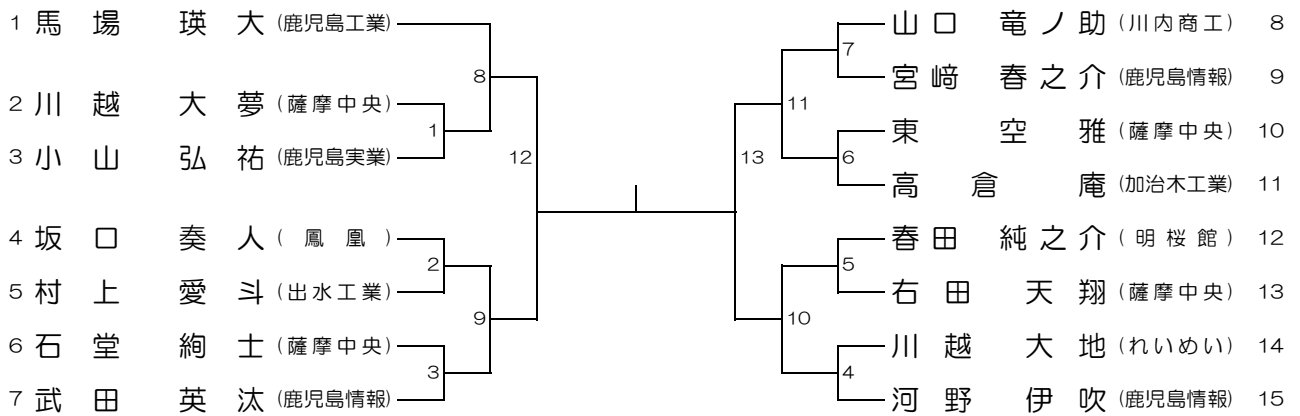 1 馬場 瑛大 (鹿児島工業)
2 川越 大夢 (薩摩中央)
3 小山 弘祐 (鹿児島実業)
4 坂口 奏人 (鳳凰)
5 村上 愛斗 (出水工業)
6 石堂 絢士 (薩摩中央)
7 武田 英汰 (鹿児島情報)
8
1
12
2
9
3
山口 竜ノ助 (川内商工) 8
宮﨑 春之介 (鹿児島情報) 9
東 空雅 (薩摩中央) 10
高倉 庵 (加治木工業) 11
春田 純之介 (明桜館) 12
右田 天翔 (薩摩中央) 13
川越 大地 (れいめい) 14
河野 伊吹 (鹿児島情報) 15
7
11
6
13
5
10
4